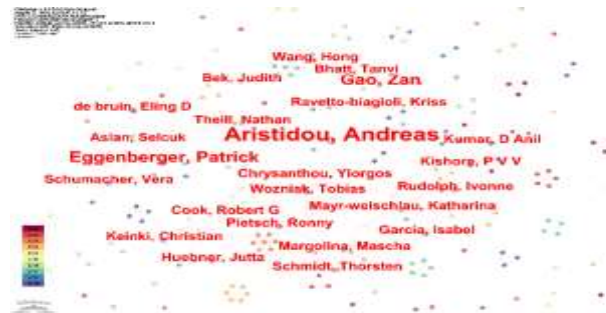 Wang, Hong
Bhatt, Tanvi
Bek, Judith
Gao, Zan
de bruin, Eling D
Ravelto-biagioli, Kriss
Theill, Nathan
Aristidou, Andreas
Aslan, Selcuk
Kumar, D Anil
Eggenberger, Patrick
Kishore, P V V
Chrysanthou, Yiorgos
Schumacher, Vera
Wozniak, Tobias
Rudolph, Ivonne
Cook, Robert G
Mayr-welschlau, Katharina
Pietsch, Ronny
Keinki, Christian
Garcia, Isabel
Margolina, Mascha
Huebner, Jutta
Schmidt, Thorsten